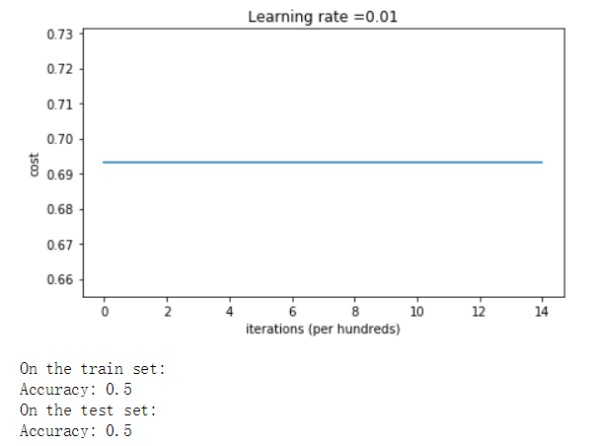 Learning rate =0.01
0.73
0.72
0.71
0.70
0.69
0.68
0.67
0.66
cost
0 2 4 6 8 10 12 14
iterations (per hundreds)
On the train set:
Accuracy: 0.5
On the test set:
Accuracy: 0.5